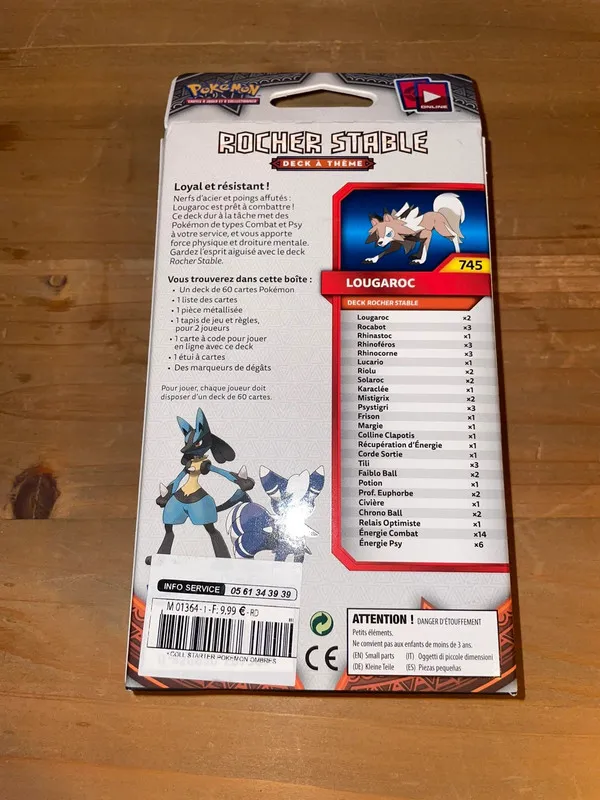 POKéMON
CARTES À JOUER ET À COLLECTIONNER
ONLINE
ROCHER STABLE
DECK À THÈME
Loyal et résistant !
Nerfs d'acier et poings affutés :
Lougaroc est prêt à combattre !
Ce deck dur à la tâche met des
Pokémon de types Combat et Psy
à votre service, et vous apporte
force physique et droiture mentale.
Gardez l'esprit aiguisé avec le deck
Rocher Stable.
Vous trouverez dans cette boîte :
• Un deck de 60 cartes Pokémon.
• 1 liste des cartes
• 1 pièce métallisée
• 1 tapis de jeu et règles,
pour 2 joueurs
• 1 carte à code pour jouer
en ligne avec ce deck
• 1 étui à cartes
• Des marqueurs de dégâts
Pour jouer, chaque joueur doit
disposer d'un deck de 60 cartes.
745
LOUGAROC
DECK ROCHER STABLE
Lougaroc ×2
Rocabot ×3
Rhinastoc ×1
Rhinoféros ×3
Rhinocorne ×3
Lucario ×1
Riolu ×2
Solaroc ×2
Karaclée ×1
Mistigrix ×2
Psystigri ×3
Frison ×1
Margie ×1
Colline Clapotis ×1
Récupération d'Énergie ×1
Corde Sortie ×1
Tili ×3
Faiblo Ball ×2
Potion ×1
Prof. Euphorbe ×2
Civière ×1
Chrono Ball ×2
Relais Optimiste ×1
Énergie Combat ×14
Énergie Psy ×6
INFO SERVICE 05 61 34 39 39
M 01364 - 1 - F: 9,99 € - RD
* COLL STARTER POKEMON OMBRES
CE
ATTENTION ! DANGER D'ÉTOUFFEMENT
Petits éléments.
Ne convient pas aux enfants de moins de 3 ans.
(EN) Small parts (IT) Oggetti di piccole dimensioni
(DE) Kleine Teile (ES) Piezas pequeñas